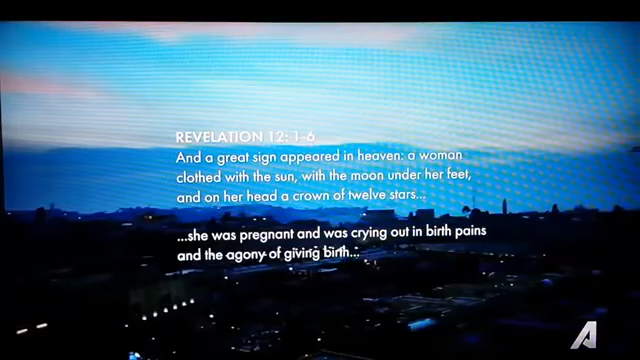 REVELATION 12: 1-6
And a great sign appeared in heaven: a woman
clothed with the sun, with the moon under her feet,
and on her head a crown of twelve stars...
...she was pregnant and was crying out in birth pains
and the agony of giving birth...
A